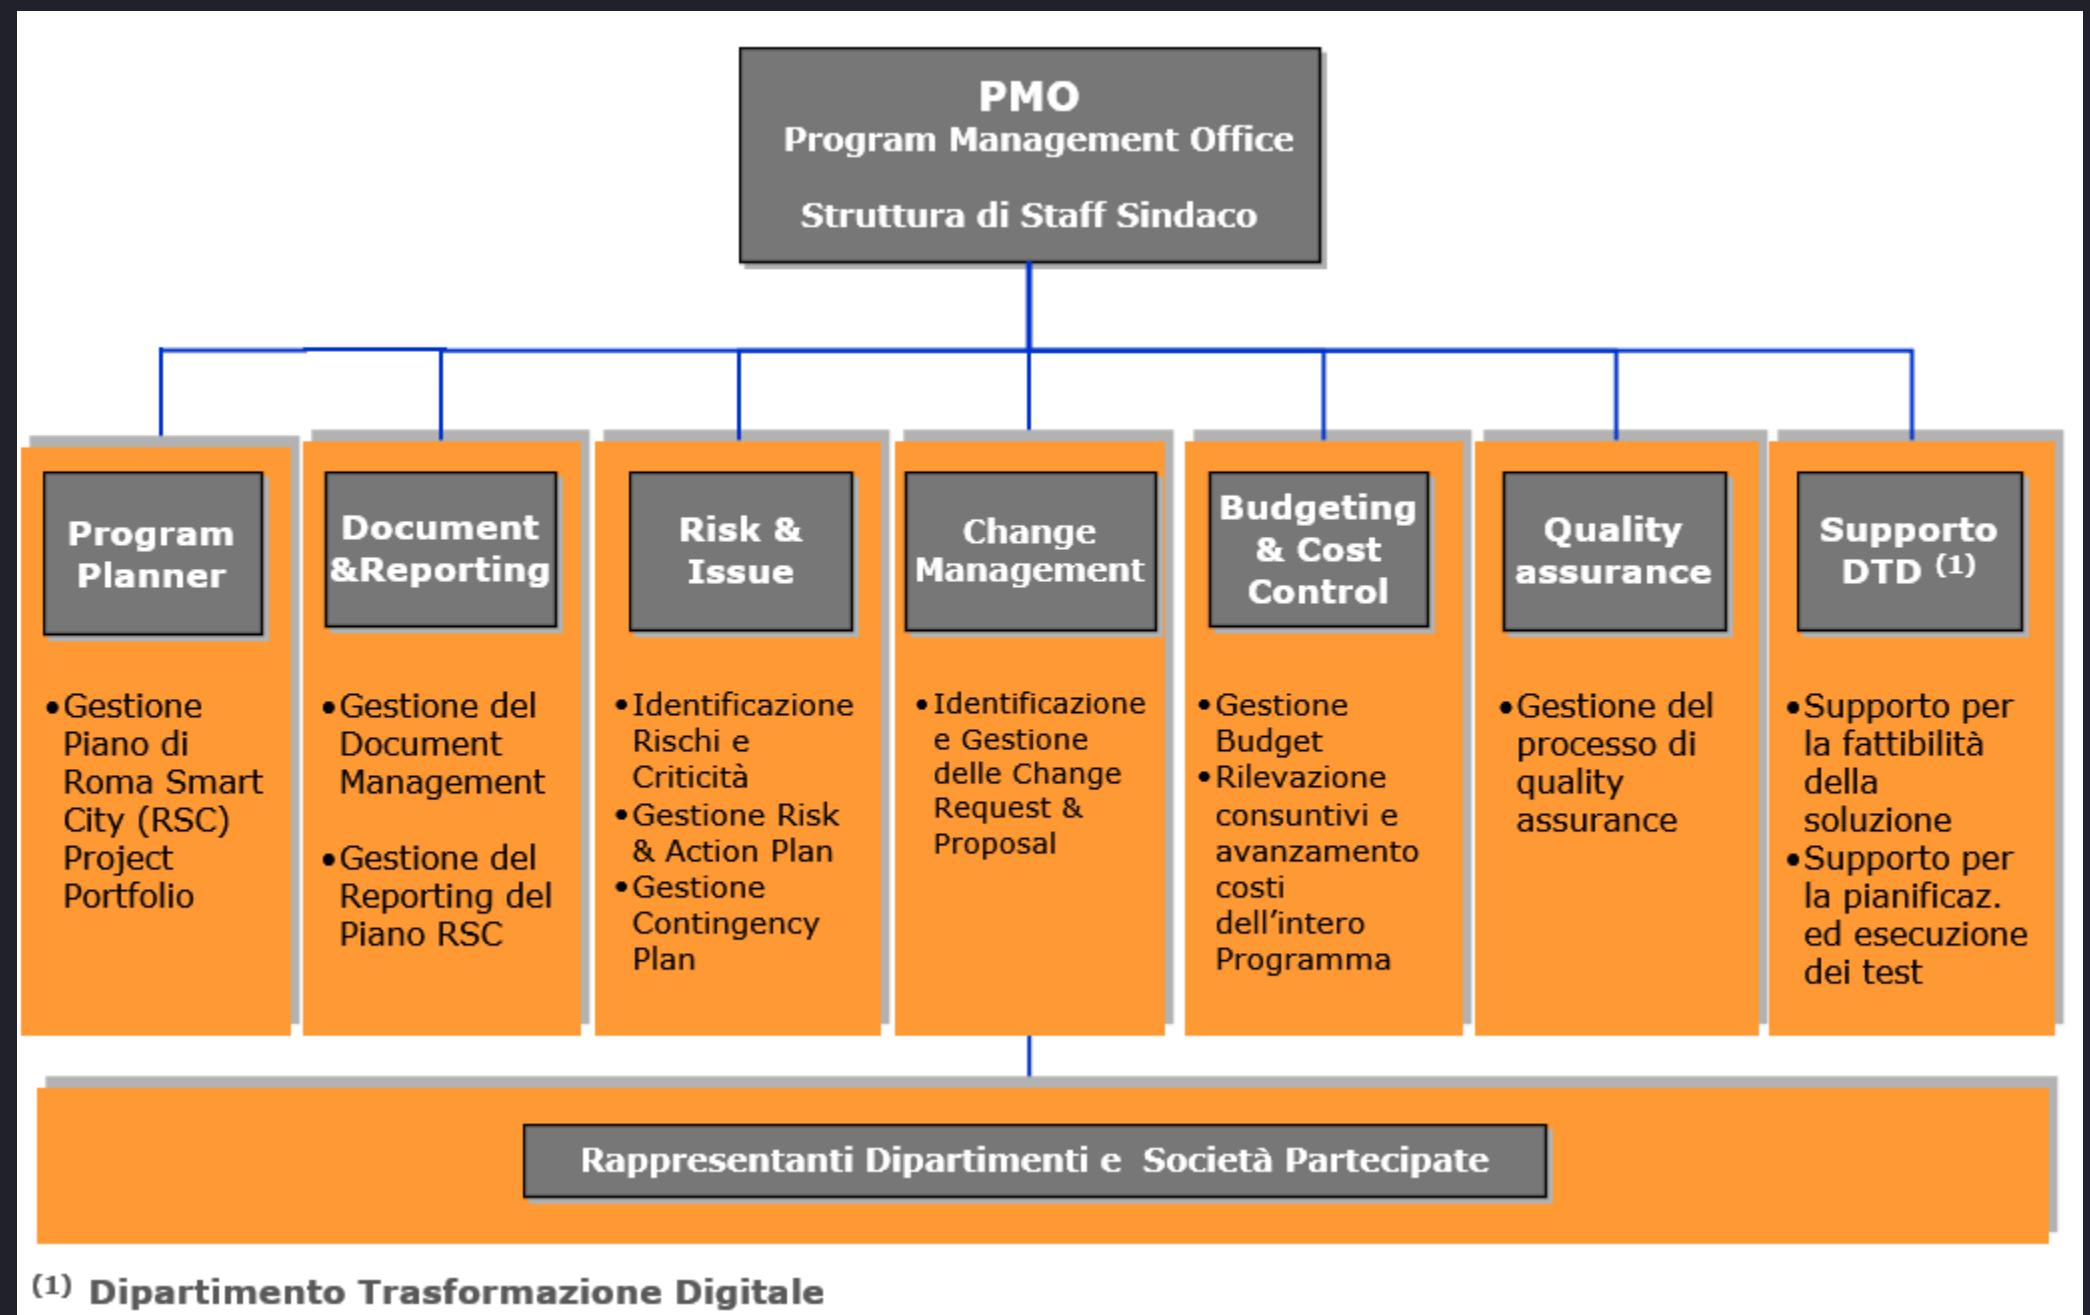 PMO
Program Management Office
Struttura di Staff Sindaco
Program
Planner
•Gestione
Piano di
Roma Smart
City (RSC)
Project
Portfolio
Document
&Reporting
•Gestione del
Document
Management
•Gestione del
Reporting del
Piano RSC
Risk &
Issue
•Identificazione
Rischi e
Criticità
•Gestione Risk
& Action Plan
•Gestione
Contingency
Plan
Change
Management
•Identificazione
e Gestione
delle Change
Request &
Proposal
Budgeting
& Cost
Control
•Gestione
Budget
•Rilevazione
consuntivi e
avanzamento
costi
dell’intero
Programma
Quality
assurance
•Gestione del
processo di
quality
assurance
Supporto
DTD (1)
•Supporto per
la fattibilità
della
soluzione
•Supporto per
la pianificaz.
ed esecuzione
dei test
Rappresentanti Dipartimenti e Società Partecipate
(1) Dipartimento Trasformazione Digitale